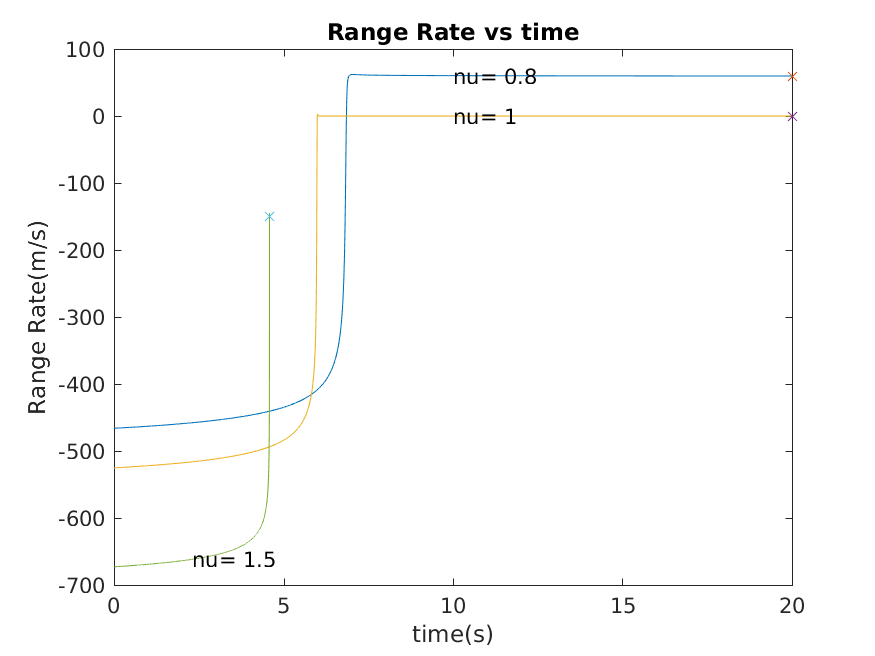 Range Rate vs time
Range Rate(m/s)
100
0
-100
-200
-300
-400
-500
-600
-700
nu= 0.8
nu= 1
nu= 1.5
0 5 10 15 20
time(s)